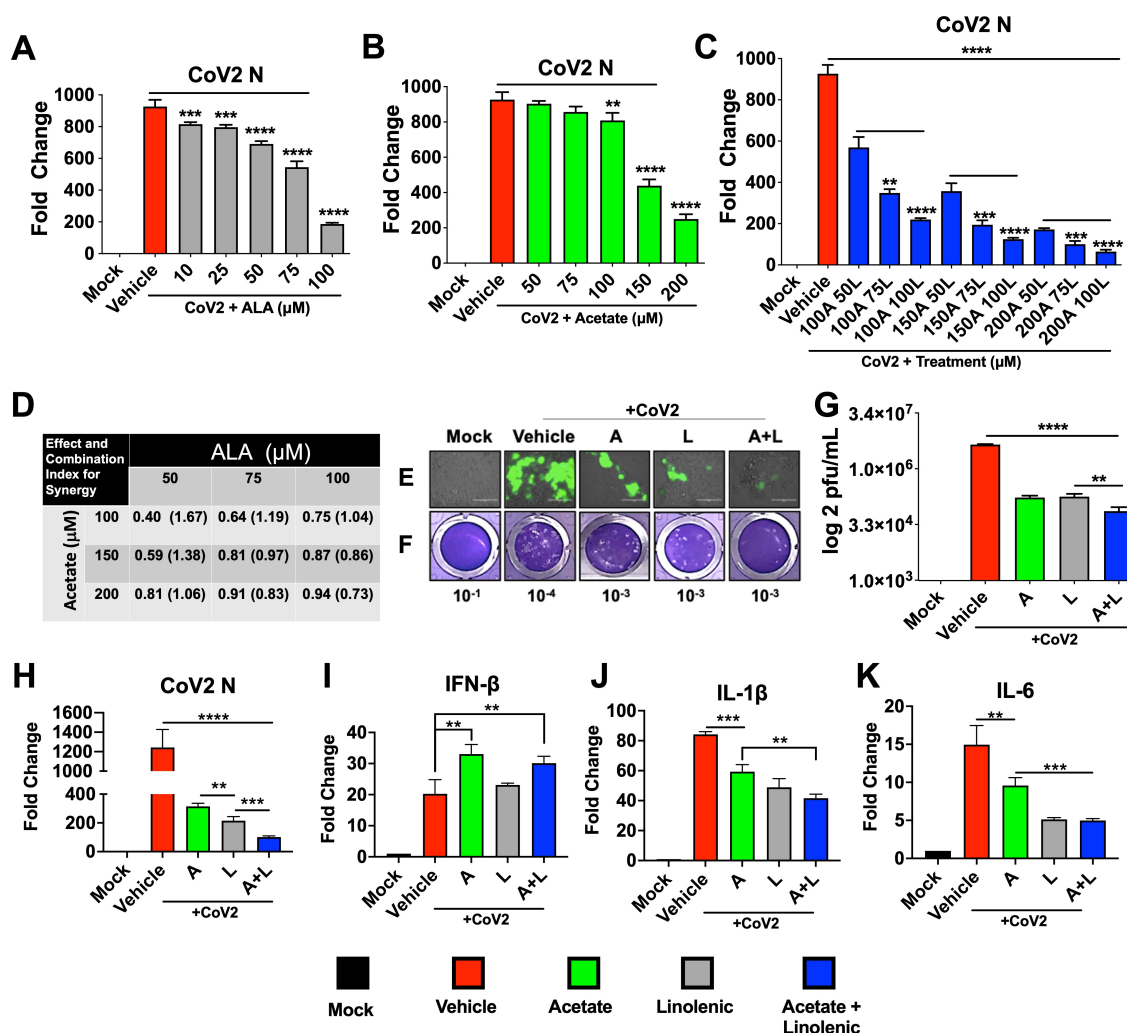 A
CoV2 N
Fold Change
1000
800
600
400
200
0
***
***
****
****
****
Mock
Vehicle
10
25
50
75
100
CoV2 + ALA (µM)
B
CoV2 N
Fold Change
1000
800
600
400
200
0
**
****
****
Mock
Vehicle
50
75
100
150
200
CoV2 + Acetate (µM)
C
CoV2 N
Fold Change
1000
800
600
400
200
0
****
**
****
***
****
***
****
Mock
Vehicle
100A 50L
100A 75L
100A 100L
150A 50L
150A 75L
150A 100L
200A 50L
200A 75L
200A 100L
CoV2 + Treatment (µM)
D
Effect and
Combination
Index for
Synergy
ALA (µM)
50 75 100
Acetate (µM)
100 0.40 (1.67) 0.64 (1.19) 0.75 (1.04)
150 0.59 (1.38) 0.81 (0.97) 0.87 (0.86)
200 0.81 (1.06) 0.91 (0.83) 0.94 (0.73)
+CoV2
Mock Vehicle A L A+L
E
F
10-1 10-4 10-3 10-3 10-3
G
log 2 pfu/mL
3.4×107
1.0×106
3.3×104
1.0×103
****
**
Mock
Vehicle
A
L
A+L
+CoV2
H
CoV2 N
Fold Change
1600
1400
1200
1000
400
200
0
****
**
***
Mock
Vehicle
A
L
A+L
+CoV2
I
IFN-β
Fold Change
40
30
20
10
0
**
**
Mock
Vehicle
A
L
A+L
+CoV2
J
IL-1β
Fold Change
100
80
60
40
20
0
***
**
Mock
Vehicle
A
L
A+L
+CoV2
K
IL-6
Fold Change
20
15
10
5
0
**
***
Mock
Vehicle
A
L
A+L
+CoV2
Mock
Vehicle
Acetate
Linolenic
Acetate +
Linolenic